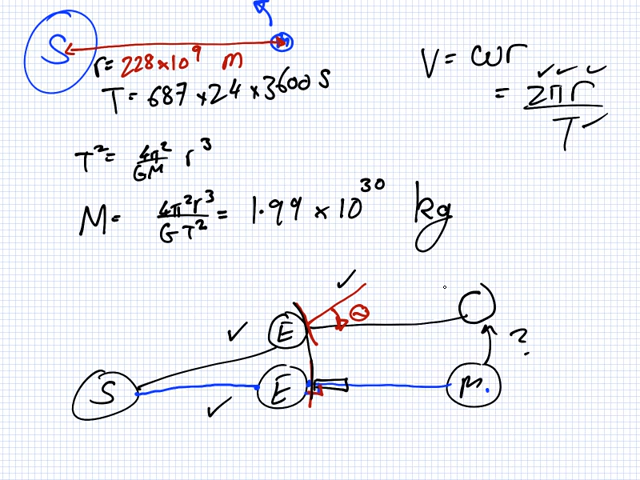 S
r = 228×10⁹ m
T = 687 × 24 × 3600 s
V = ωr
= 2πr / T
T² = 4π²/GM r³
M = 4π²r³/GT² = 1.99 × 10³⁰ kg
E
?
S
E
M